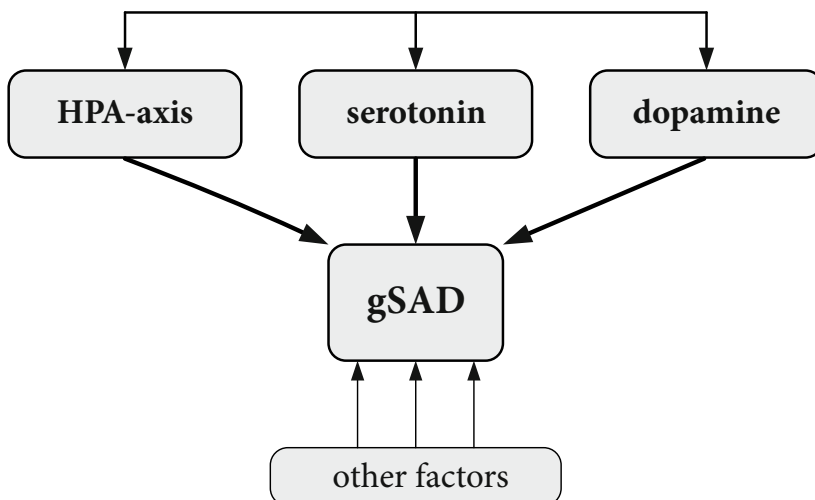 HPA-axis
serotonin
dopamine
gSAD
other factors